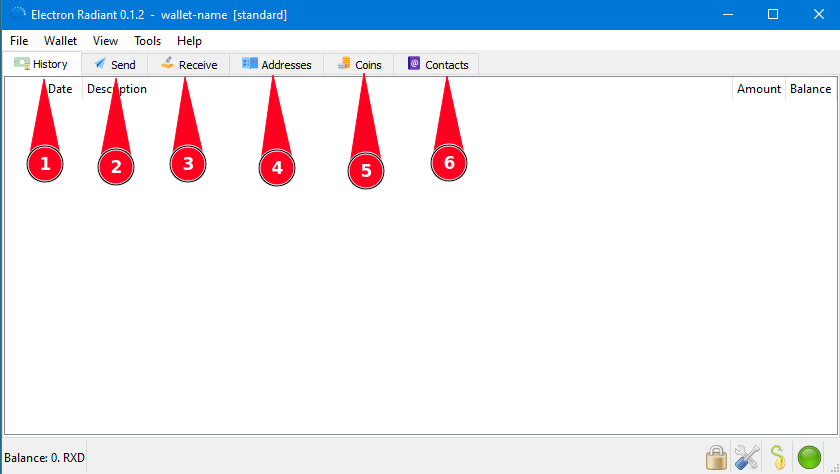 Electron Radiant 0.1.2 - wallet-name [standard]
File Wallet View Tools Help
History Send Receive Addresses Coins Contacts
Date Description Amount Balance
1 2 3 4 5 6
Balance: 0. RXD